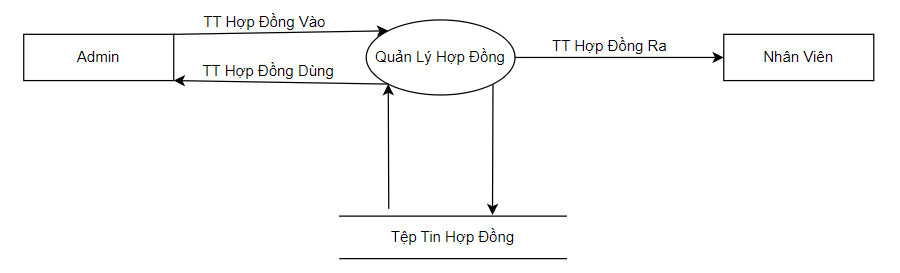 TT Hợp Đồng Vào
Admin
Quản Lý Hợp Đồng
TT Hợp Đồng Ra
Nhân Viên
TT Hợp Đồng Dùng
Tệp Tin Hợp Đồng